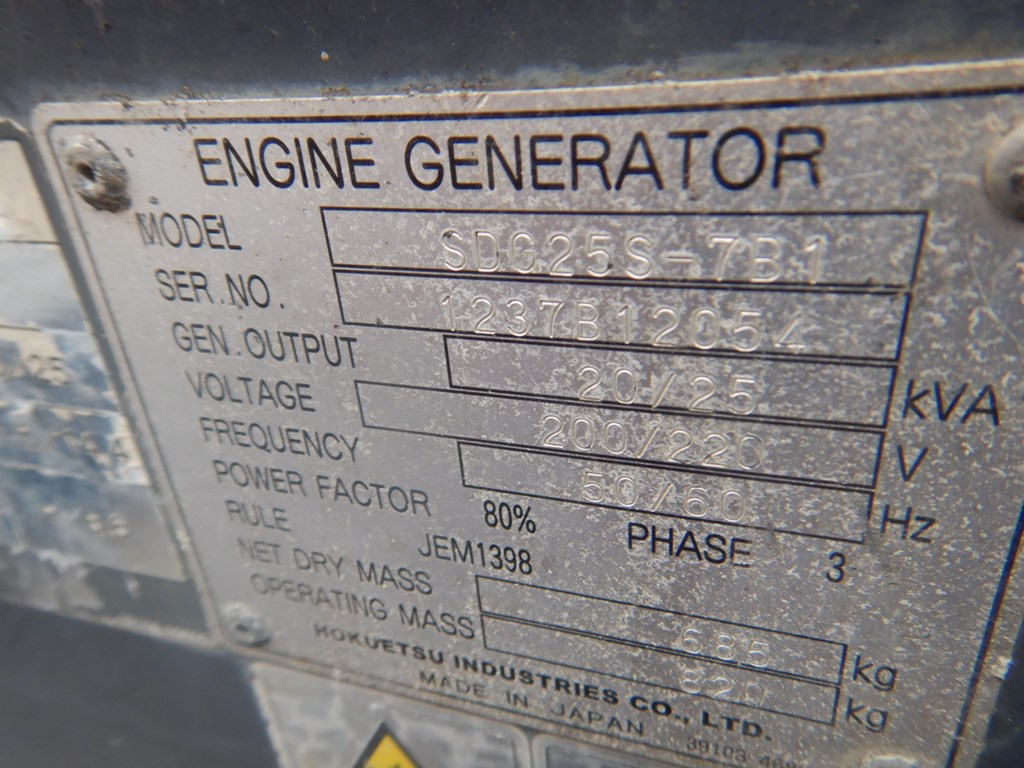 ENGINE GENERATOR
MODEL SDG25S-7B1
SER.NO. 1237B12054
GEN.OUTPUT 20/25 kVA
VOLTAGE 200/220 V
FREQUENCY 50/60 Hz
POWER FACTOR 80% PHASE 3
RULE JEM1398
NET DRY MASS 685 kg
OPERATING MASS 820 kg
HOKUETSU INDUSTRIES CO., LTD.
MADE IN JAPAN 39103